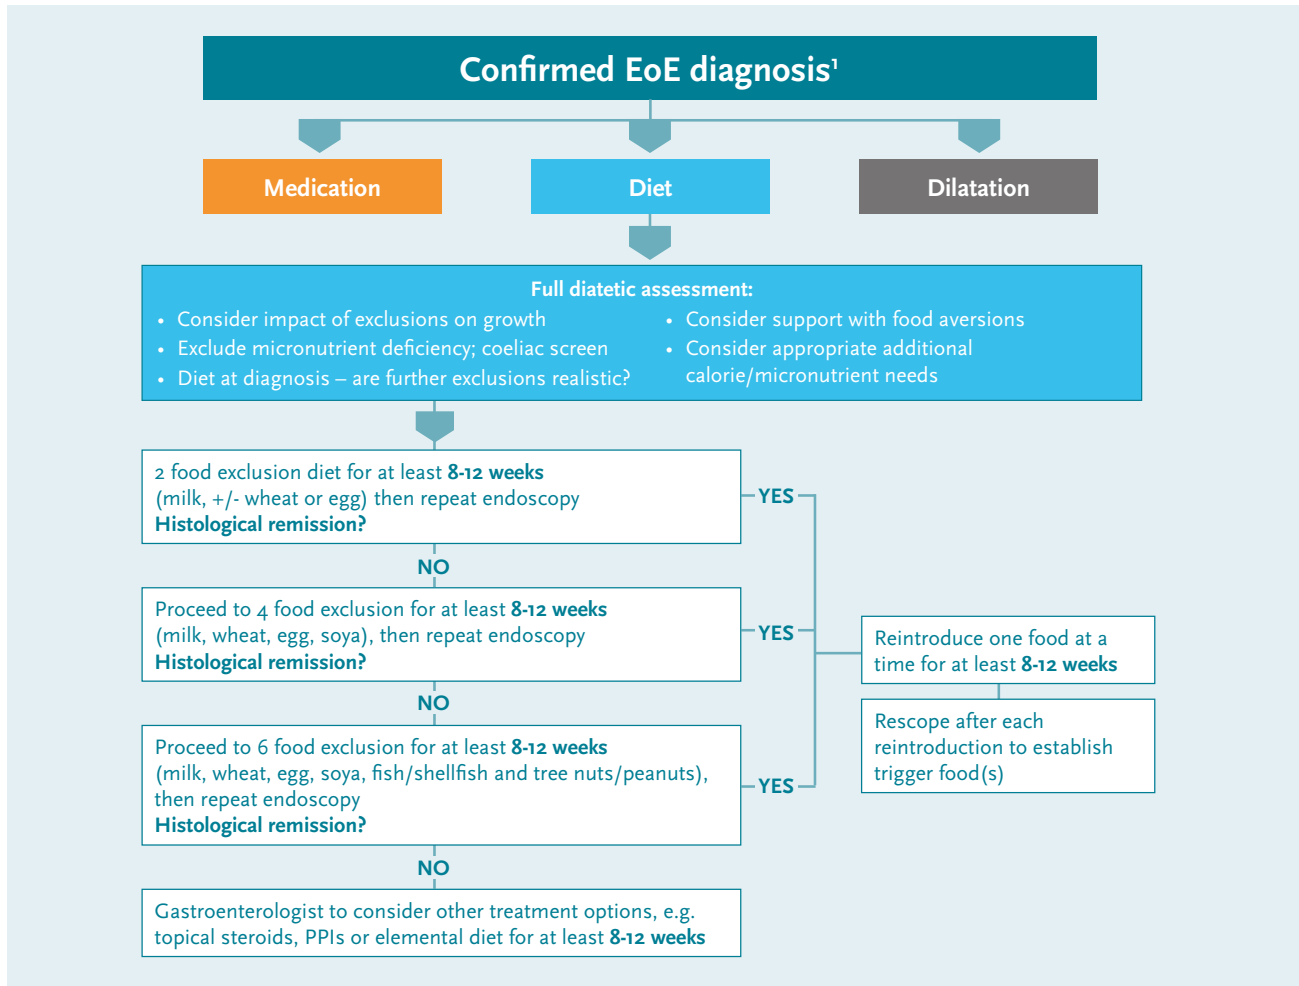 Confirmed EoE diagnosis¹
Medication
Diet
Dilatation
Full diatetic assessment:
• Consider impact of exclusions on growth
• Exclude micronutrient deficiency; coeliac screen
• Diet at diagnosis – are further exclusions realistic?
• Consider support with food aversions
• Consider appropriate additional
calorie/micronutrient needs
2 food exclusion diet for at least 8-12 weeks
(milk, +/- wheat or egg) then repeat endoscopy
Histological remission?
YES
NO
Proceed to 4 food exclusion for at least 8-12 weeks
(milk, wheat, egg, soya), then repeat endoscopy
Histological remission?
YES
NO
Proceed to 6 food exclusion for at least 8-12 weeks
(milk, wheat, egg, soya, fish/shellfish and tree nuts/peanuts),
then repeat endoscopy
Histological remission?
YES
NO
Gastroenterologist to consider other treatment options, e.g.
topical steroids, PPIs or elemental diet for at least 8-12 weeks
Reintroduce one food at a
time for at least 8-12 weeks
Rescope after each
reintroduction to establish
trigger food(s)